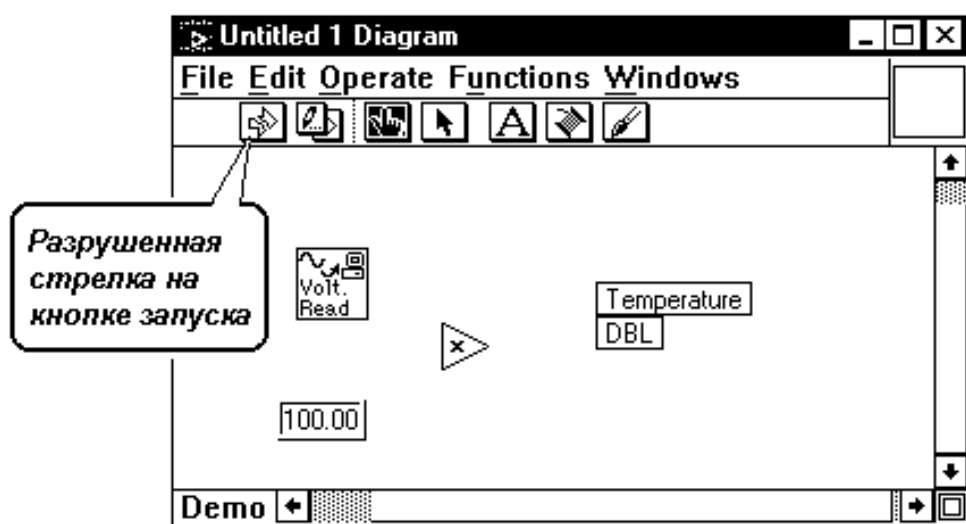 Untitled 1 Diagram
File Edit Operate Functions Windows
A
Разрушенная
стрелка на
кнопке запуска
Volt.
Read
Temperature
DBL
x
100.00
Demo